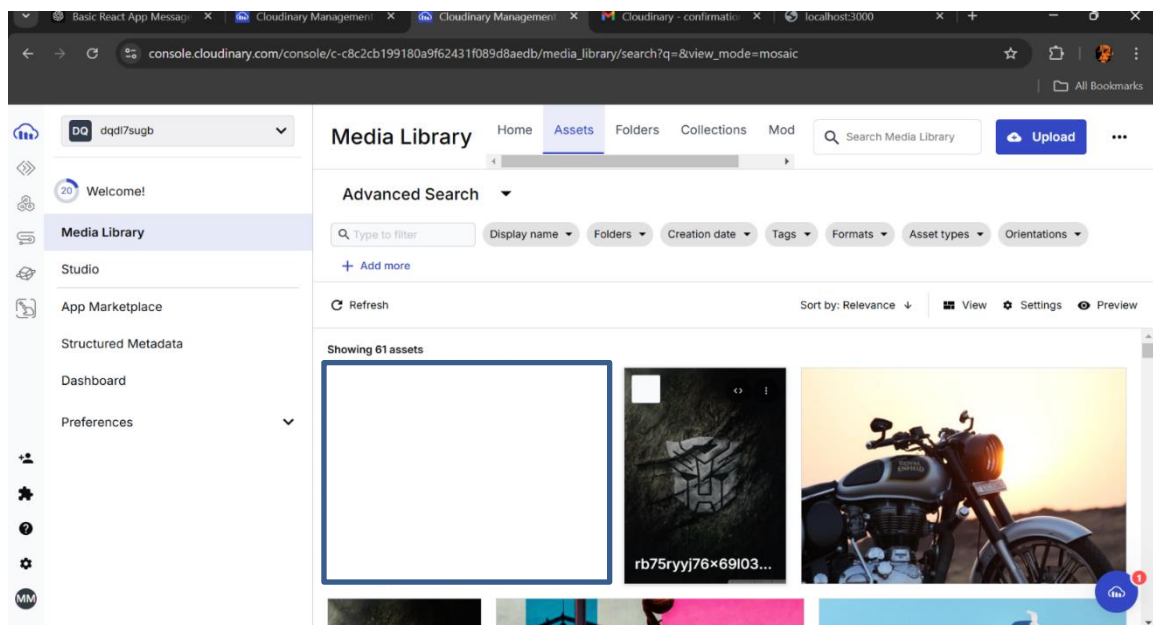 Basic React App Message
Cloudinary Management
Cloudinary Management
Cloudinary - confirmation
localhost:3000
console.cloudinary.com/console/c-c8c2cb199180a9f62431f089d8aedb/media_library/search?q=&view_mode=mosaic
All Bookmarks
DQ dqdl7sugb
20 Welcome!
Media Library
Studio
App Marketplace
Structured Metadata
Dashboard
Preferences
MM
Media Library Home Assets Folders Collections Mod Search Media Library Upload
Advanced Search
Type to filter Display name Folders Creation date Tags Formats Asset types Orientations
+ Add more
Refresh Sort by: Relevance View Settings Preview
Showing 61 assets
rb75ryyj76x69l03...
ROYAL ENFIELD
1